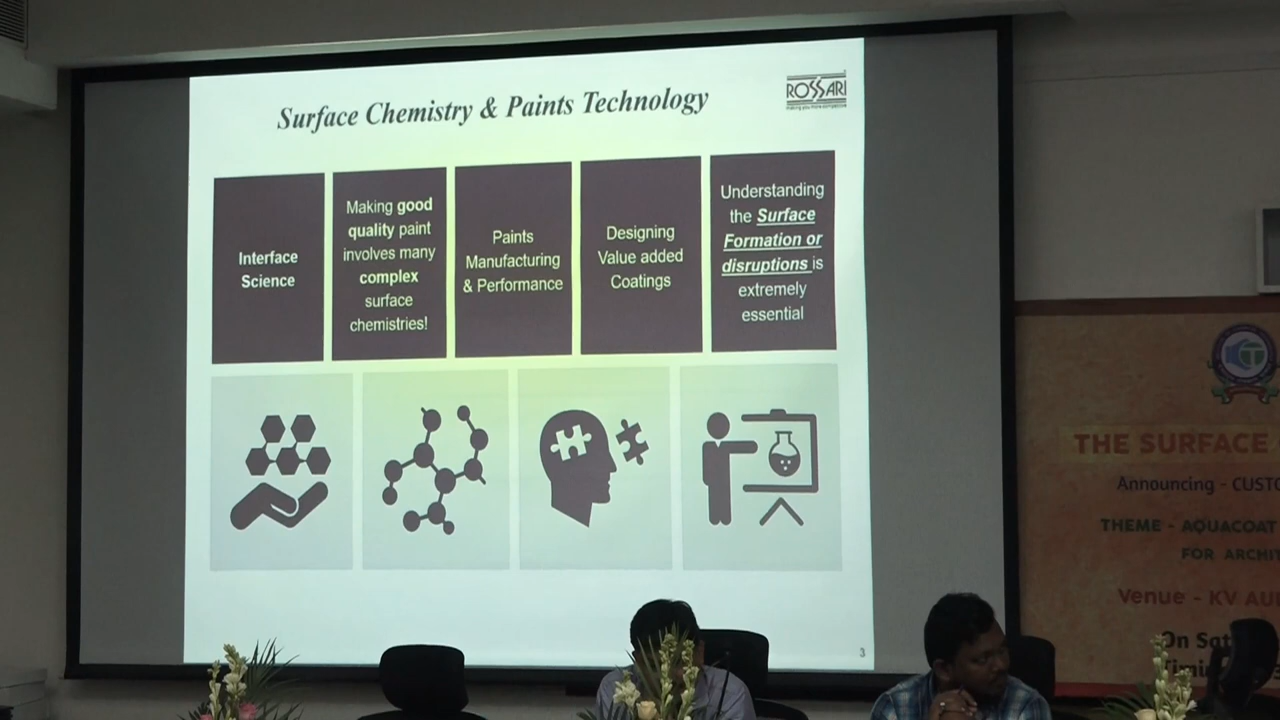 Surface Chemistry & Paints Technology
ROSSARI
Interface
Science
Making good
quality paint
involves many
complex
surface
chemistries!
Paints
Manufacturing
& Performance
Designing
Value added
Coatings
Understanding
the Surface
Formation or
disruptions is
extremely
essential
3
THE SURFACE
Announcing - CUSTO
THEME - AQUACOAT
FOR ARCHIT
Venue - KV AU
On Sat